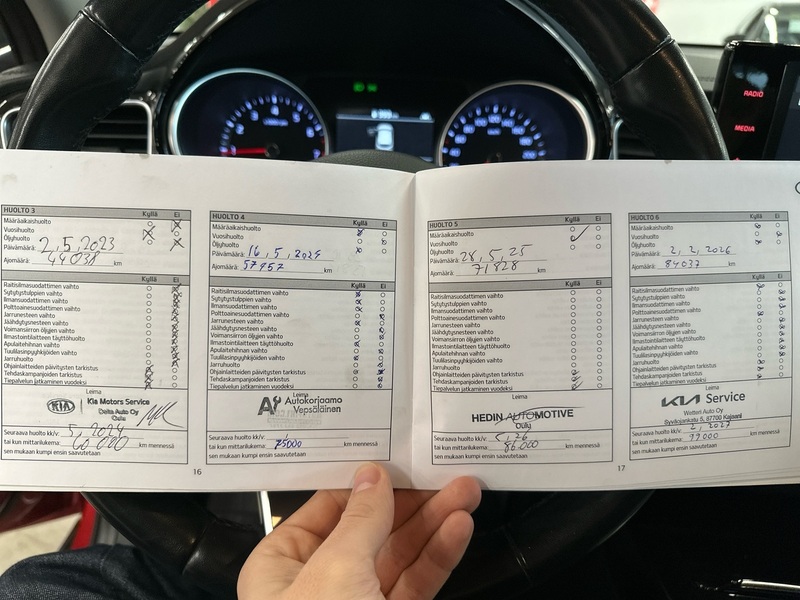 RADIO
MEDIA
HUOLTO 3 Kyllä Ei
Määräaikaishuolto
Vuosihuolto
Öljyhuolto
Päivämäärä: 2,5,2023
Ajomäärä: 44038 km
Raitisilmasuodattimen vaihto
Sytytystulppien vaihto
Ilmansuodattimen vaihto
Polttoainesuodattimen vaihto
Jarrunesteen vaihto
Jäähdytysnesteen vaihto
Voimansiirron öljyjen vaihto
Ilmastointilaitteen täyttöhuolto
Apulaitehihnan vaihto
Tuulilasinpyyhkijöiden vaihto
Jarruhuolto
Ohjainlaitteiden päivitysten tarkistus
Tehdaskampanjoiden tarkistus
Tiepalvelun jatkaminen vuodeksi
Leima
KIA Kia Motors Service
Delta Auto Oy
Oulu
Seuraava huolto kk/v: 5,2024
tai kun mittarilukema: 60 000 km mennessä
sen mukaan kumpi ensin saavutetaan
16
HUOLTO 4 Kyllä Ei
Määräaikaishuolto
Vuosihuolto
Öljyhuolto
Päivämäärä: 16,5,2024
Ajomäärä: 57957 km
Raitisilmasuodattimen vaihto
Sytytystulppien vaihto
Ilmansuodattimen vaihto
Polttoainesuodattimen vaihto
Jarrunesteen vaihto
Jäähdytysnesteen vaihto
Voimansiirron öljyjen vaihto
Ilmastointilaitteen täyttöhuolto
Apulaitehihnan vaihto
Tuulilasinpyyhkijöiden vaihto
Jarruhuolto
Ohjainlaitteiden päivitysten tarkistus
Tehdaskampanjoiden tarkistus
Tiepalvelun jatkaminen vuodeksi
Leima
Autokorjaamo
Vepsäläinen
Seuraava huolto kk/v:
tai kun mittarilukema: 75000 km mennessä
sen mukaan kumpi ensin saavutetaan
HUOLTO 5 Kyllä Ei
Määräaikaishuolto
Vuosihuolto
Öljyhuolto
Päivämäärä: 28,5,25
Ajomäärä: 71828 km
Raitisilmasuodattimen vaihto
Sytytystulppien vaihto
Ilmansuodattimen vaihto
Polttoainesuodattimen vaihto
Jarrunesteen vaihto
Jäähdytysnesteen vaihto
Voimansiirron öljyjen vaihto
Ilmastointilaitteen täyttöhuolto
Apulaitehihnan vaihto
Tuulilasinpyyhkijöiden vaihto
Jarruhuolto
Ohjainlaitteiden päivitysten tarkistus
Tehdaskampanjoiden tarkistus
Tiepalvelun jatkaminen vuodeksi
Leima
HEDIN AUTOMOTIVE
Oulu
Seuraava huolto kk/v: 5,26
tai kun mittarilukema: 86000 km mennessä
sen mukaan kumpi ensin saavutetaan
HUOLTO 6 Kyllä Ei
Määräaikaishuolto
Vuosihuolto
Öljyhuolto
Päivämäärä: 2,2,2026
Ajomäärä: 84037 km
Raitisilmasuodattimen vaihto
Sytytystulppien vaihto
Ilmansuodattimen vaihto
Polttoainesuodattimen vaihto
Jarrunesteen vaihto
Jäähdytysnesteen vaihto
Voimansiirron öljyjen vaihto
Ilmastointilaitteen täyttöhuolto
Apulaitehihnan vaihto
Tuulilasinpyyhkijöiden vaihto
Jarruhuolto
Ohjainlaitteiden päivitysten tarkistus
Tehdaskampanjoiden tarkistus
Tiepalvelun jatkaminen vuodeksi
Leima
KIA Service
Wetteri Oy
Syväojankatu 5, 87700 Kajaani
Seuraava huolto kk/v: 2,2027
tai kun mittarilukema: 99000 km mennessä
sen mukaan kumpi ensin saavutetaan
17